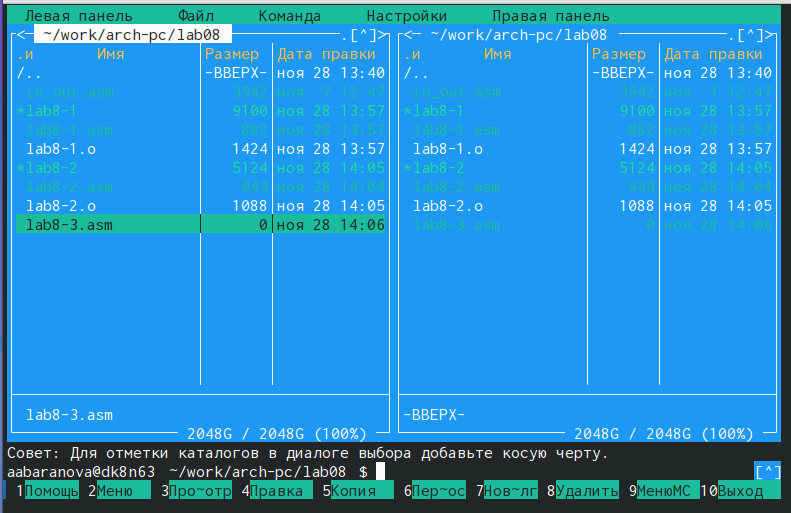 Левая панель Файл Команда Настройки Правая панель
<─ ~/work/arch-pc/lab08 .[^]> <─ ~/work/arch-pc/lab08 .[^]>
.и Имя Размер Дата правки .и Имя Размер Дата правки
/.. -ВВЕРХ- ноя 28 13:40 /.. -ВВЕРХ- ноя 28 13:40
in_out.asm 3942 ноя 7 12:47 in_out.asm 3942 ноя 7 12:47
*lab8-1 9100 ноя 28 13:57 *lab8-1 9100 ноя 28 13:57
lab8-1.asm 882 ноя 28 13:57 lab8-1.asm 882 ноя 28 13:57
lab8-1.o 1424 ноя 28 13:57 lab8-1.o 1424 ноя 28 13:57
*lab8-2 5124 ноя 28 14:05 *lab8-2 5124 ноя 28 14:05
lab8-2.asm 943 ноя 28 14:04 lab8-2.asm 943 ноя 28 14:04
lab8-2.o 1088 ноя 28 14:05 lab8-2.o 1088 ноя 28 14:05
lab8-3.asm 0 ноя 28 14:06 lab8-3.asm 0 ноя 28 14:06
lab8-3.asm -ВВЕРХ-
2048G / 2048G (100%) 2048G / 2048G (100%)
Совет: Для отметки каталогов в диалоге выбора добавьте косую черту.
aabaranova@dk8n63 ~/work/arch-pc/lab08 $ [^]
1Помощь 2Меню 3Про~отр 4Правка 5Копия 6Пер~ос 7Нов~лг 8Удалить 9МенюMC 10Выход